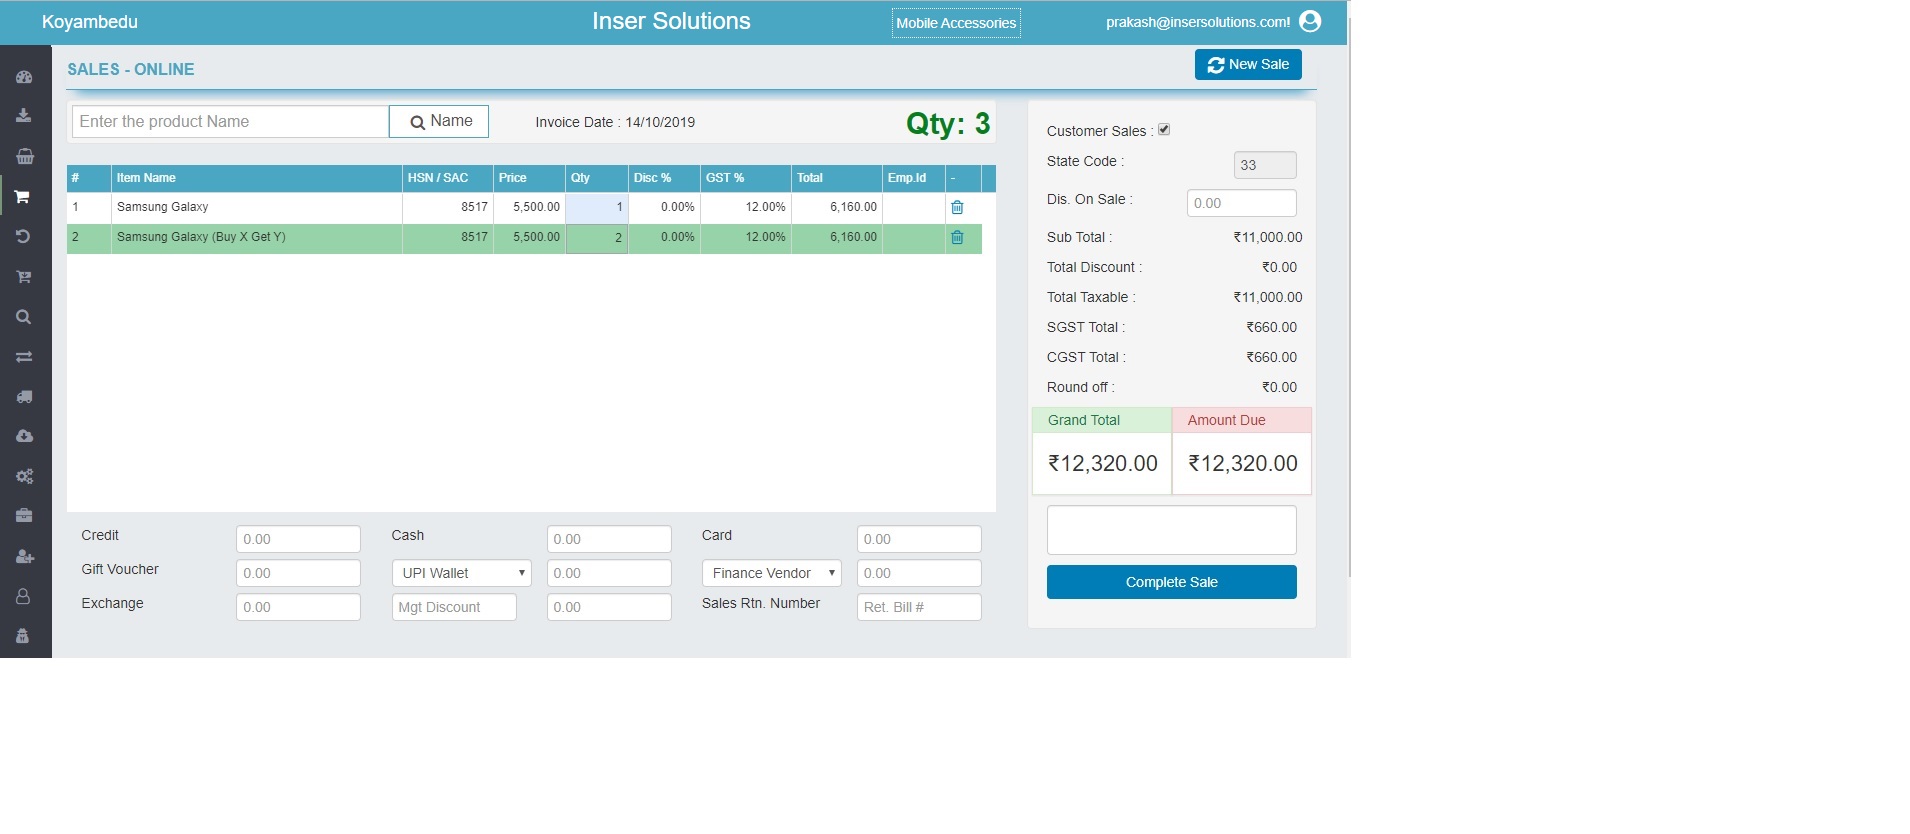 Koyambedu Inser Solutions Mobile Accessories prakash@insersolutions.com!
SALES - ONLINE New Sale
Enter the product Name Name Invoice Date : 14/10/2019 Qty: 3
# Item Name HSN / SAC Price Qty Disc % GST % Total Emp.Id -
1 Samsung Galaxy 8517 5,500.00 1 0.00% 12.00% 6,160.00
2 Samsung Galaxy (Buy X Get Y) 8517 5,500.00 2 0.00% 12.00% 6,160.00
Credit 0.00 Cash 0.00 Card 0.00
Gift Voucher 0.00 UPI Wallet 0.00 Finance Vendor 0.00
Exchange 0.00 Mgt Discount 0.00 Sales Rtn. Number Ret. Bill #
Customer Sales :
State Code : 33
Dis. On Sale : 0.00
Sub Total : ₹11,000.00
Total Discount : ₹0.00
Total Taxable : ₹11,000.00
SGST Total : ₹660.00
CGST Total : ₹660.00
Round off : ₹0.00
Grand Total Amount Due
₹12,320.00 ₹12,320.00
Complete Sale